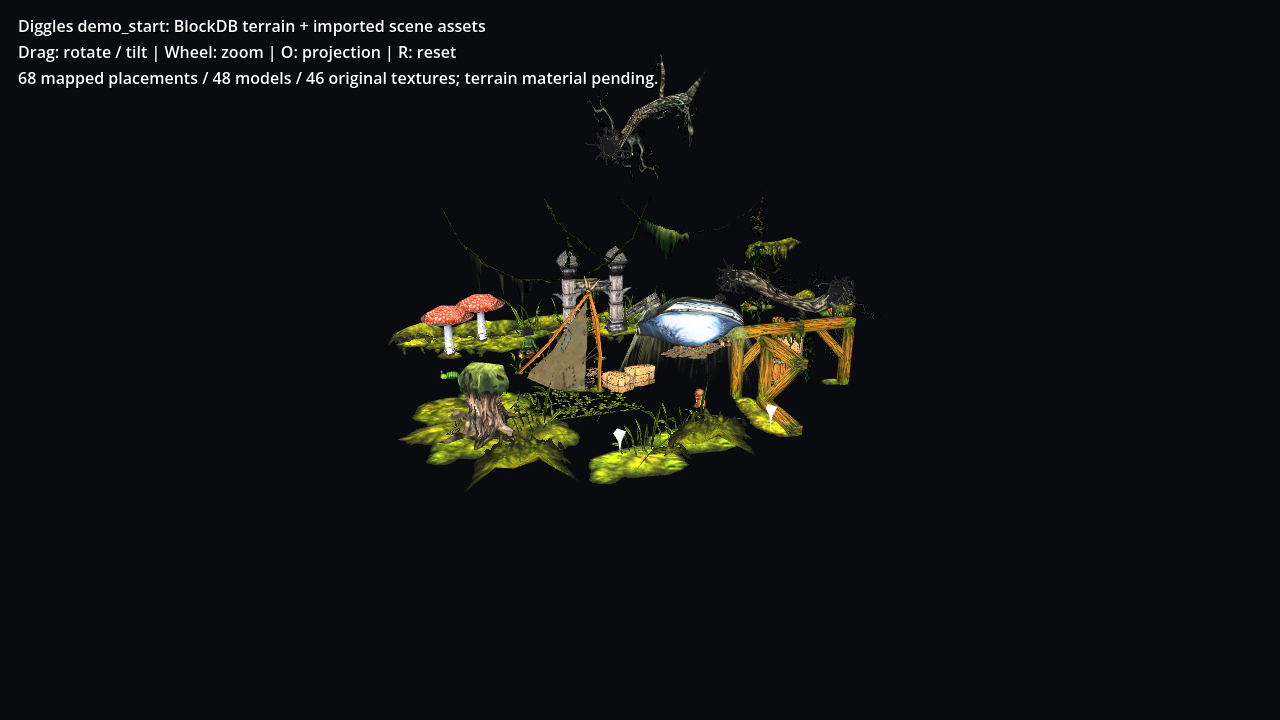 Diggles demo_start: BlockDB terrain + imported scene assets
Drag: rotate / tilt | Wheel: zoom | O: projection | R: reset
68 mapped placements / 48 models / 46 original textures; terrain material pending.